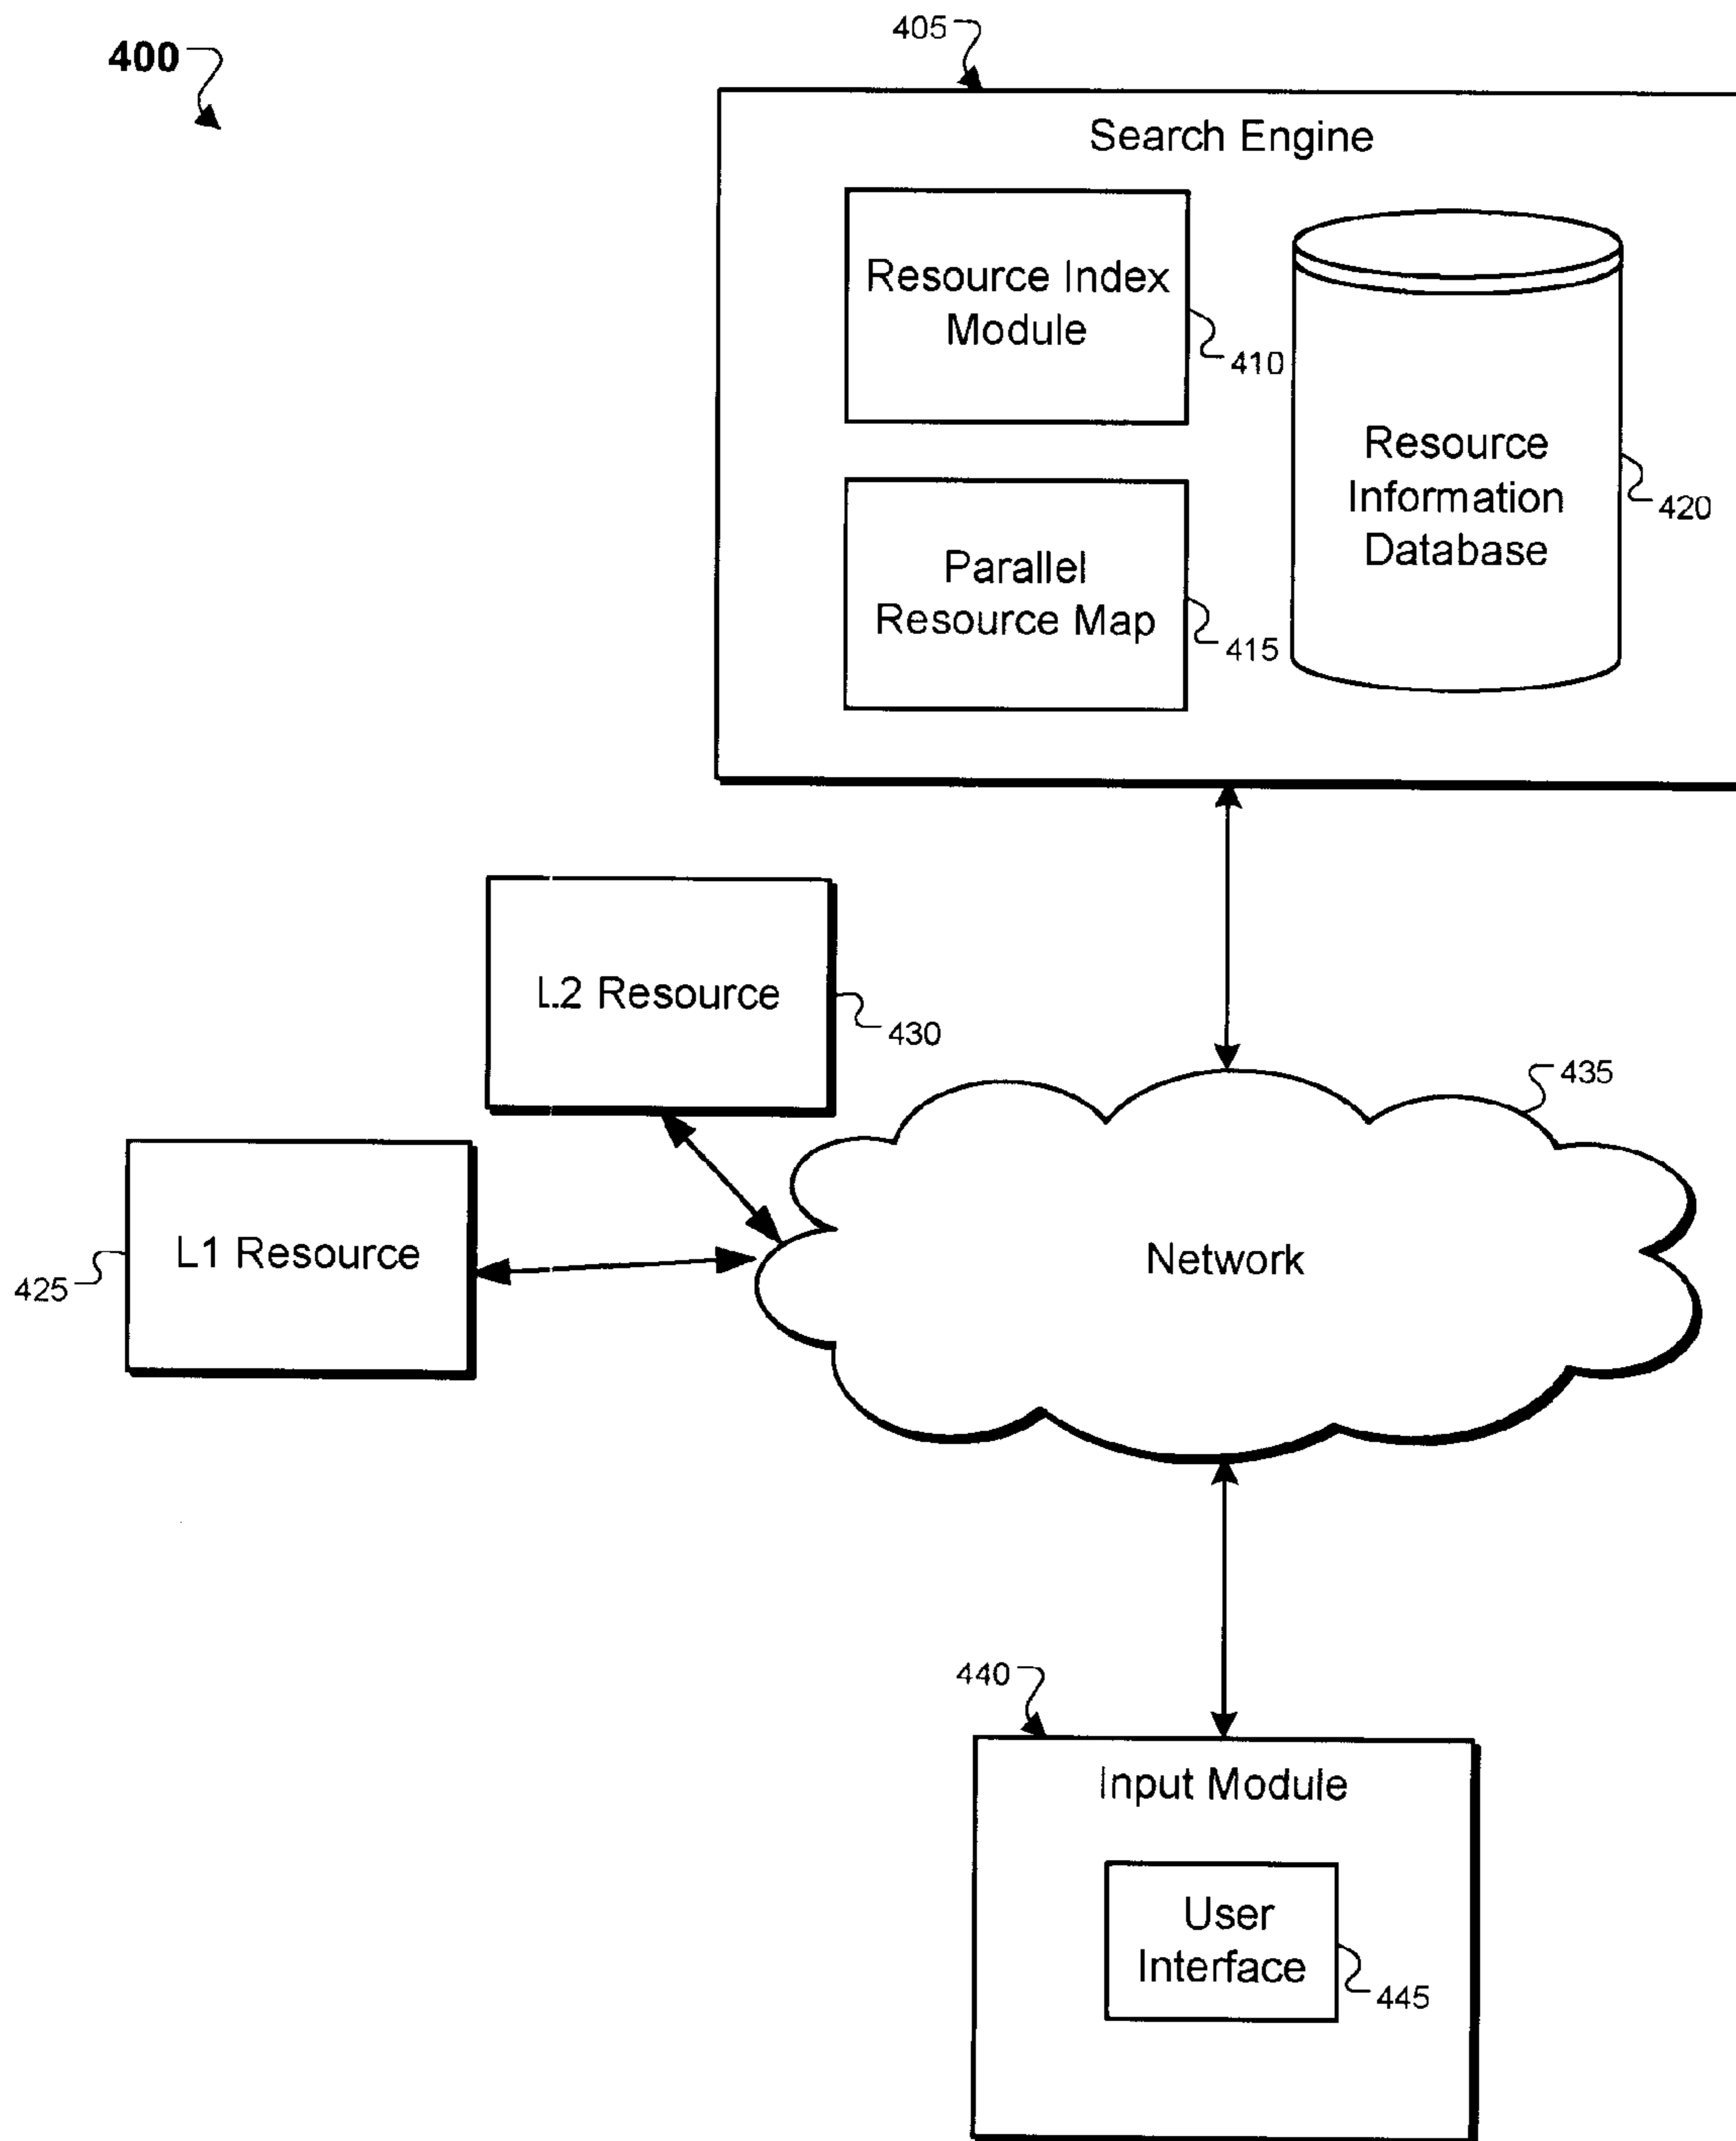 400
405
Search Engine
Resource Index
Module
410
Resource
Information
Database
420
Parallel
Resource Map
415
L2 Resource
430
435
L1 Resource
425
Network
440
Input Module
User
Interface
445